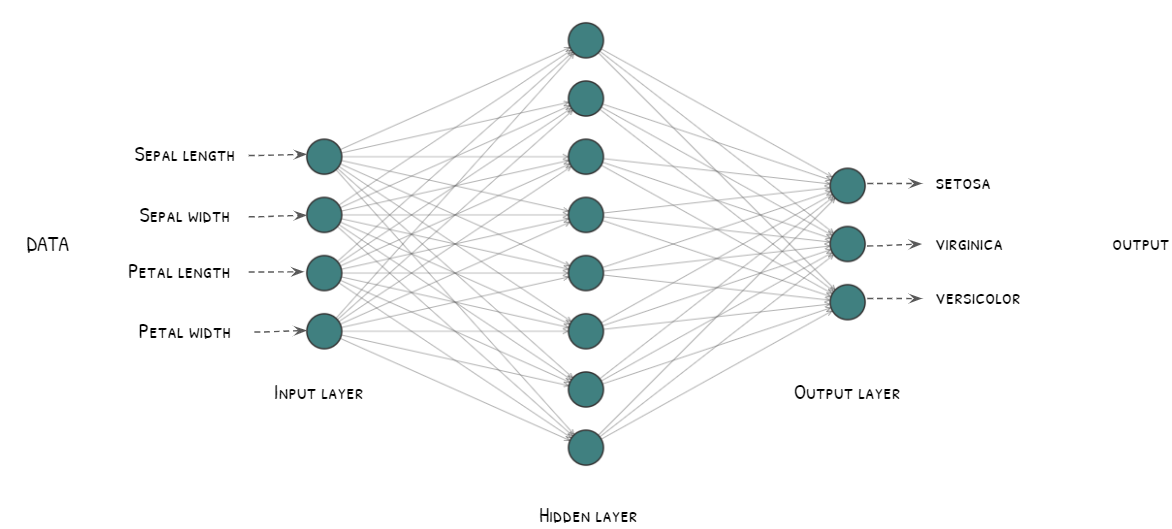 DATA
SEPAL LENGTH
SEPAL WIDTH
PETAL LENGTH
PETAL WIDTH
INPUT LAYER
HIDDEN LAYER
OUTPUT LAYER
SETOSA
VIRGINICA
VERSICOLOR
OUTPUT